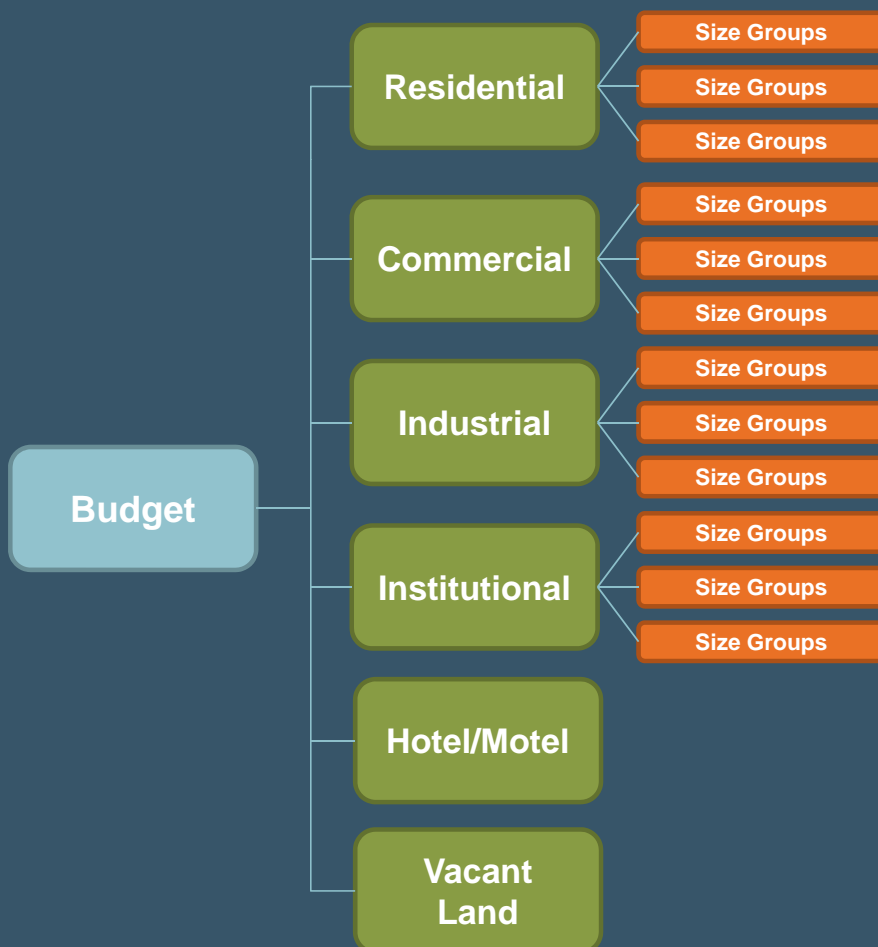 Budget
Residential
Size Groups
Size Groups
Size Groups
Commercial
Size Groups
Size Groups
Size Groups
Industrial
Size Groups
Size Groups
Size Groups
Institutional
Size Groups
Size Groups
Size Groups
Hotel/Motel
Vacant
Land